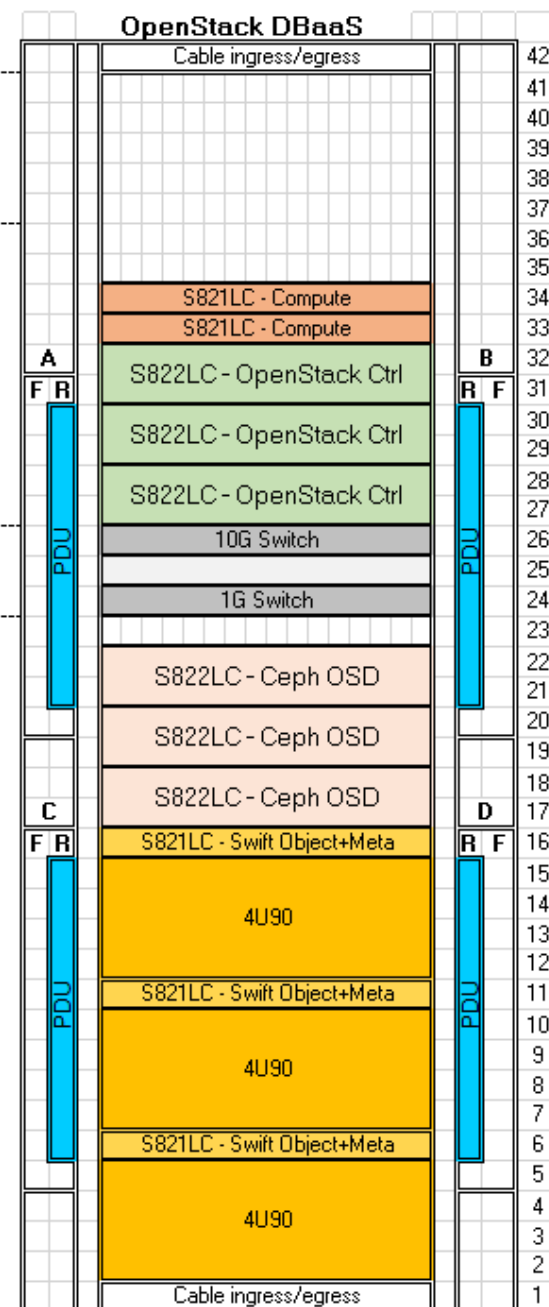 OpenStack DBaaS
Cable ingress/egress 42
41
40
39
38
37
36
35
S821LC - Compute 34
S821LC - Compute 33
A S822LC - OpenStack Ctrl B 32
F R R F 31
S822LC - OpenStack Ctrl 30
29
S822LC - OpenStack Ctrl 28
27
PDU 10G Switch PDU 26
25
1G Switch 24
23
S822LC - Ceph OSD 22
21
S822LC - Ceph OSD 20
19
S822LC - Ceph OSD 18
C D 17
F R S821LC - Swift Object+Meta R F 16
15
4U90 14
13
12
PDU S821LC - Swift Object+Meta PDU 11
10
4U90 9
8
7
S821LC - Swift Object+Meta 6
5
4U90 4
3
2
Cable ingress/egress 1